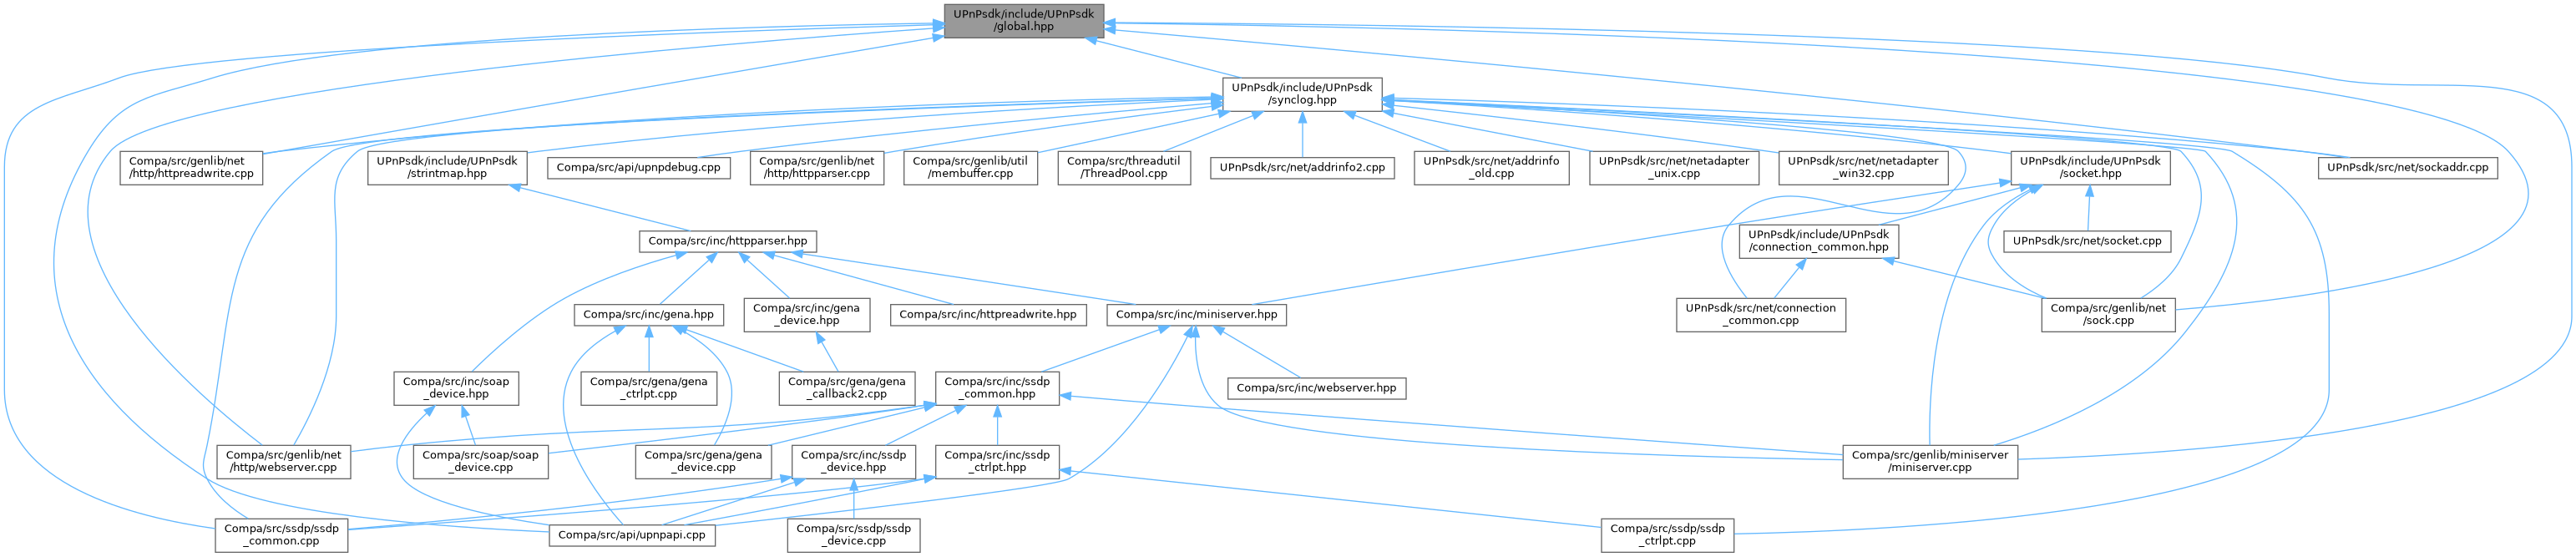 UPnPsdk/include/UPnPsdk
/global.hpp
UPnPsdk/include/UPnPsdk
/synclog.hpp
Compa/src/genlib/net
/http/httpreadwrite.cpp
UPnPsdk/include/UPnPsdk
/strintmap.hpp
Compa/src/api/upnpdebug.cpp
Compa/src/genlib/net
/http/httpparser.cpp
Compa/src/genlib/util
/membuffer.cpp
Compa/src/threadutil
/ThreadPool.cpp
UPnPsdk/src/net/addrinfo2.cpp
UPnPsdk/src/net/addrinfo
_old.cpp
UPnPsdk/src/net/netadapter
_unix.cpp
UPnPsdk/src/net/netadapter
_win32.cpp
UPnPsdk/include/UPnPsdk
/socket.hpp
UPnPsdk/src/net/sockaddr.cpp
Compa/src/inc/httpparser.hpp
UPnPsdk/include/UPnPsdk
/connection_common.hpp
UPnPsdk/src/net/socket.cpp
Compa/src/inc/gena.hpp
Compa/src/inc/gena
_device.hpp
Compa/src/inc/httpreadwrite.hpp
Compa/src/inc/miniserver.hpp
UPnPsdk/src/net/connection
_common.cpp
Compa/src/genlib/net
/sock.cpp
Compa/src/inc/soap
_device.hpp
Compa/src/gena/gena
_ctrlpt.cpp
Compa/src/gena/gena
_callback2.cpp
Compa/src/inc/ssdp
_common.hpp
Compa/src/inc/webserver.hpp
Compa/src/genlib/net
/http/webserver.cpp
Compa/src/soap/soap
_device.cpp
Compa/src/gena/gena
_device.cpp
Compa/src/inc/ssdp
_device.hpp
Compa/src/inc/ssdp
_ctrlpt.hpp
Compa/src/genlib/miniserver
/miniserver.cpp
Compa/src/ssdp/ssdp
_common.cpp
Compa/src/api/upnpapi.cpp
Compa/src/ssdp/ssdp
_device.cpp
Compa/src/ssdp/ssdp
_ctrlpt.cpp